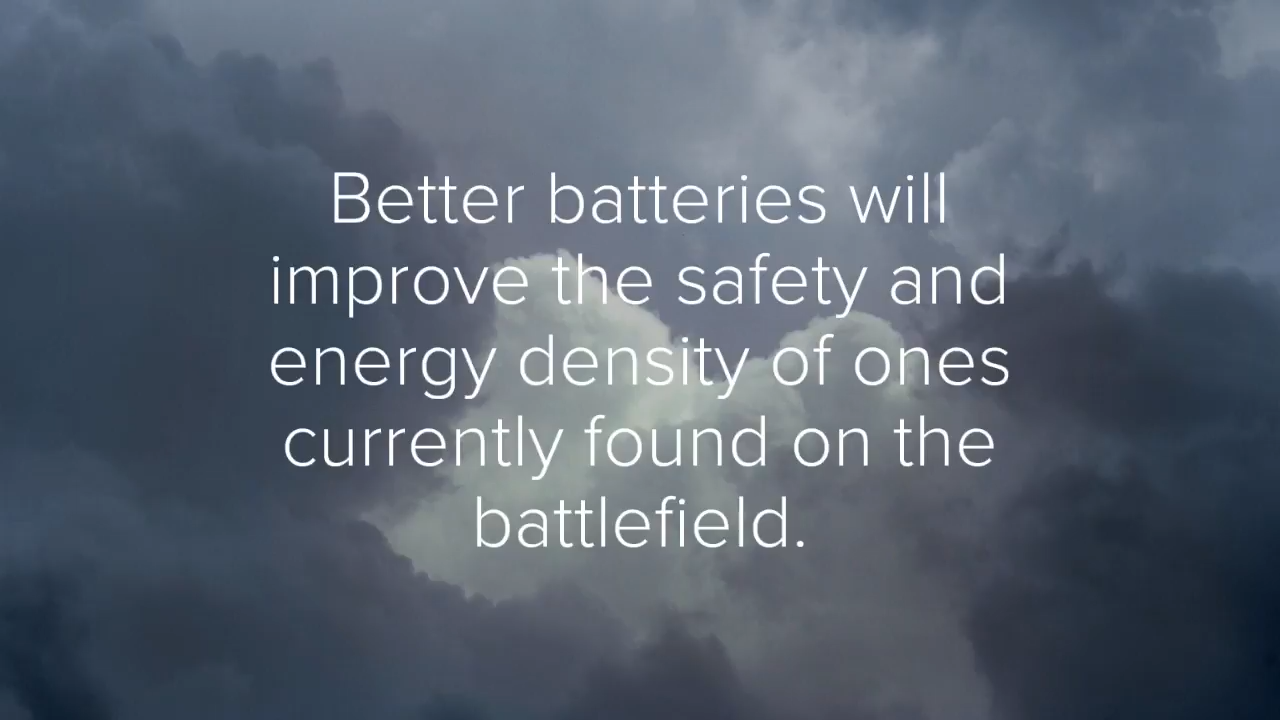 Better batteries will
improve the safety and
energy density of ones
currently found on the
battlefield.